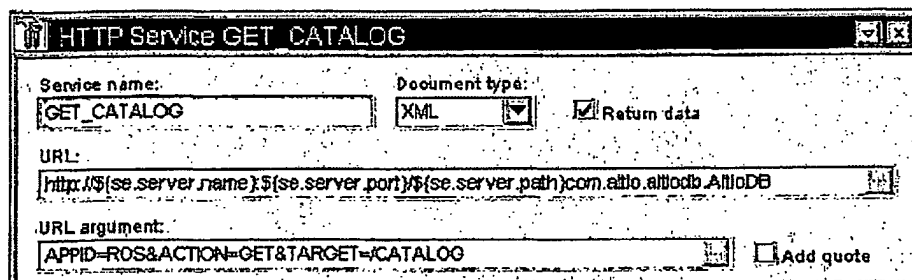 HTTP Service GET_CATALOG
Service name: Document type:
GET_CATALOG XML Return data
URL:
http://${se.server.name}:${se.server.port}/${se.server.path}com.altio.altiodb.AltioDB
URL argument:
APPID=ROS&ACTION=GET&TARGET=/CATALOG Add quote